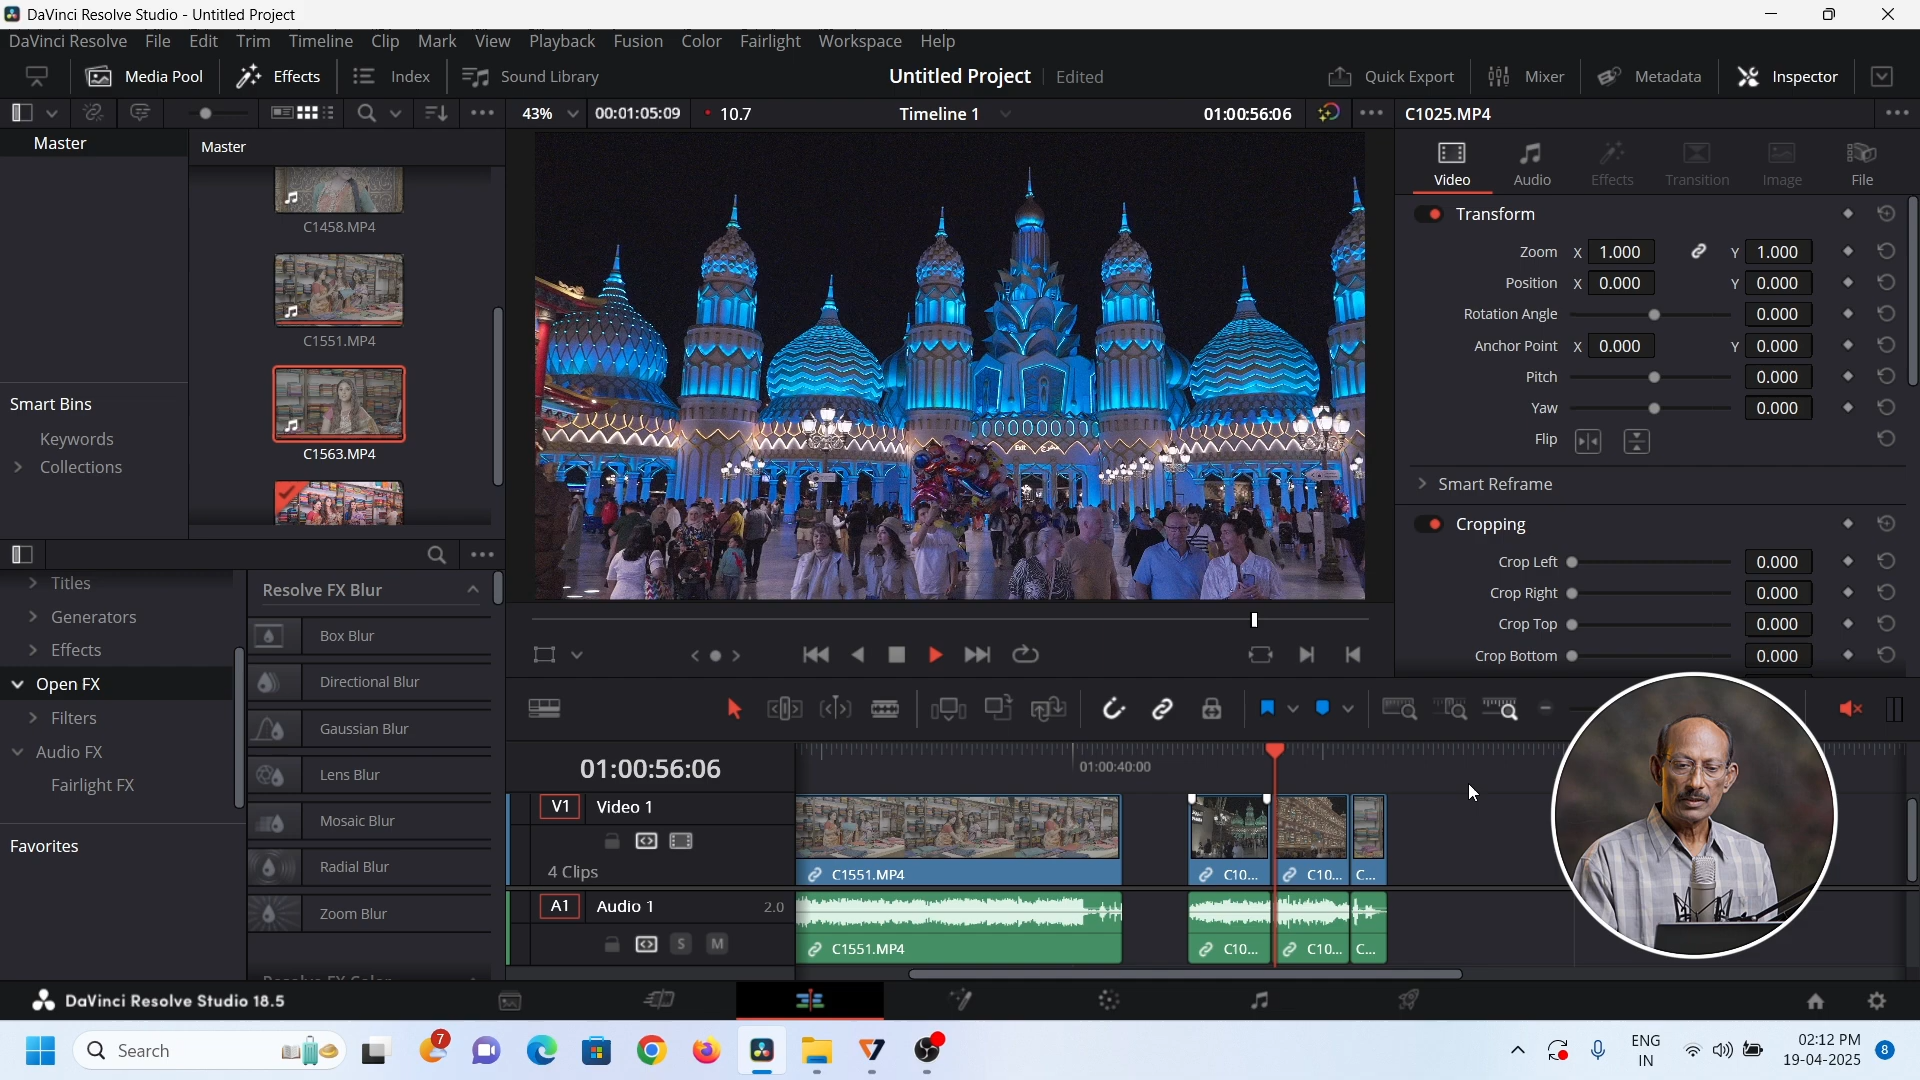 DaVinci Resolve Studio - Untitled Project
DaVinci Resolve File Edit Trim Timeline Clip Mark View Playback Fusion Color Fairlight Workspace Help
Media Pool Effects Index Sound Library Untitled Project Edited Quick Export Mixer Metadata Inspector
43% 00:01:05:09 10.7 Timeline 1 01:00:56:06 C1025.MP4
Master Master
Video Audio Effects Transition Image File
C1458.MP4
Transform
Zoom X 1.000 Y 1.000
Position X 0.000 Y 0.000
Rotation Angle 0.000
C1551.MP4
Anchor Point X 0.000 Y 0.000
Pitch 0.000
Smart Bins
Yaw 0.000
Keywords
Flip
C1563.MP4
Collections
Smart Reframe
Cropping
Crop Left 0.000
Titles
Resolve FX Blur
Crop Right 0.000
Generators
Crop Top 0.000
Box Blur
Effects
Crop Bottom 0.000
Open FX
Directional Blur
Filters
Gaussian Blur
Audio FX
Lens Blur
01:00:56:06
01:00:40:00
Fairlight FX
V1 Video 1
Mosaic Blur
Favorites
Radial Blur
4 Clips
C1551.MP4 C10... C10... C...
A1 Audio 1 2.0
Zoom Blur
S M
C1551.MP4 C10... C10... C...
DaVinci Resolve Studio 18.5
Search
7
ENG
IN
02:12 PM
19-04-2025
8